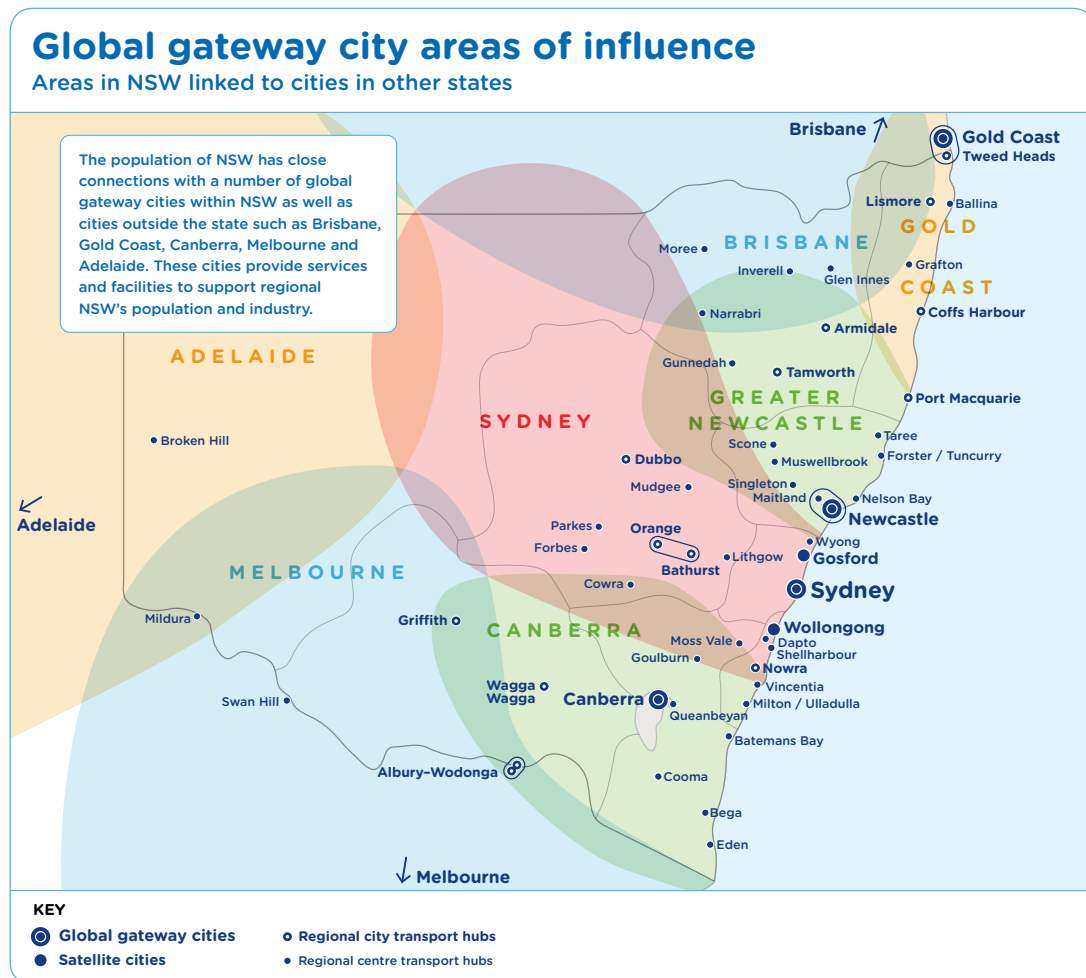 Global gateway city areas of influence
Areas in NSW linked to cities in other states
The population of NSW has close
connections with a number of global
gateway cities within NSW as well as
cities outside the state such as Brisbane,
Gold Coast, Canberra, Melbourne and
Adelaide. These cities provide services
and facilities to support regional
NSW's population and industry.
Brisbane
Gold Coast
Tweed Heads
Lismore
Ballina
GOLD
COAST
BRISBANE
Moree
Inverell
Glen Innes
Grafton
Coffs Harbour
Narrabri
Armidale
ADELAIDE
Gunnedah
Tamworth
GREATER
NEWCASTLE
Port Macquarie
SYDNEY
Broken Hill
Scone
Taree
Dubbo
Muswellbrook
Forster / Tuncurry
Mudgee
Singleton
Maitland
Nelson Bay
Newcastle
Adelaide
Parkes
Orange
Forbes
Bathurst
Lithgow
Wyong
Gosford
MELBOURNE
Cowra
Sydney
Mildura
Griffith
CANBERRA
Wollongong
Moss Vale
Dapto
Shellharbour
Goulburn
Nowra
Wagga
Wagga
Canberra
Vincentia
Swan Hill
Queanbeyan
Milton / Ulladulla
Batemans Bay
Albury–Wodonga
Cooma
Bega
Eden
Melbourne
KEY
Global gateway cities
Regional city transport hubs
Satellite cities
Regional centre transport hubs